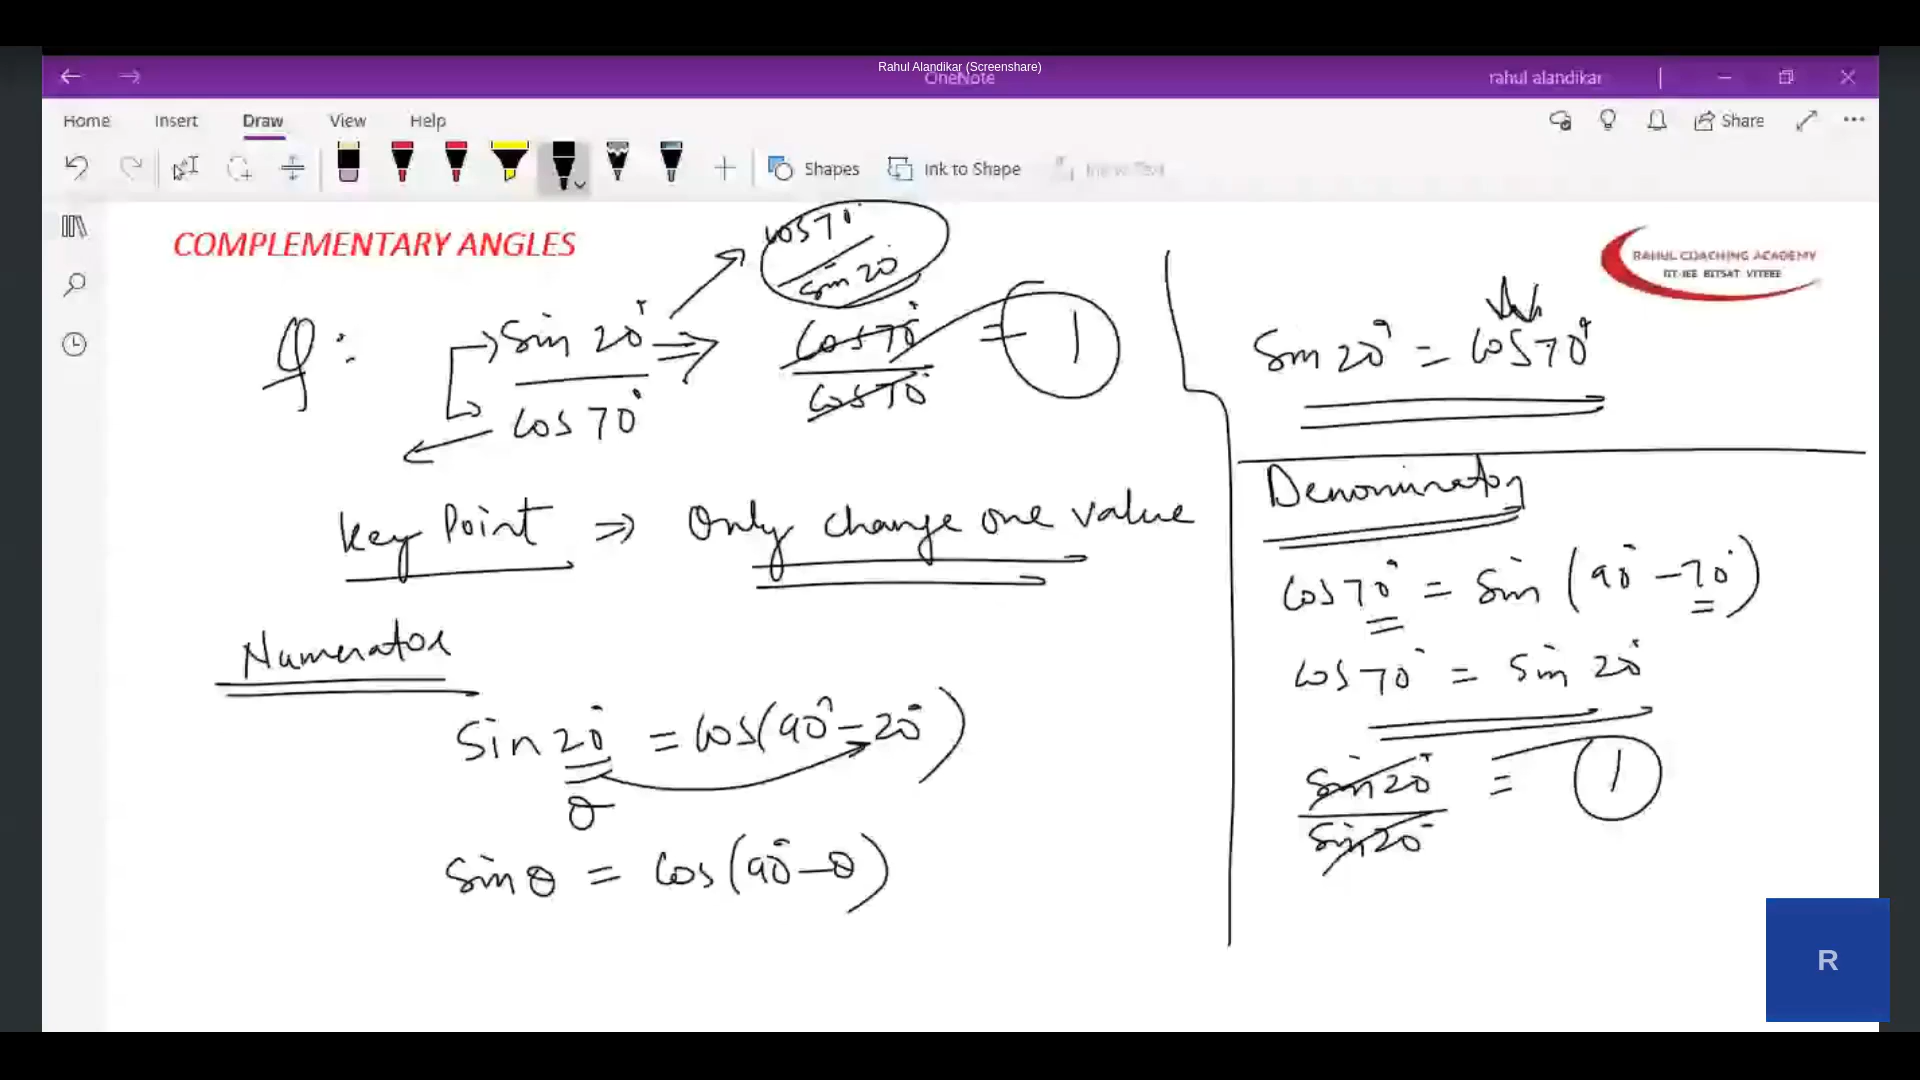 Rahul Alandikar (Screenshare)
OneNote
rahul alandikar
Home Insert Draw View Help
Share
Shapes Ink to Shape Ink to Text
COMPLEMENTARY ANGLES
RAHUL COACHING ACADEMY
IIT-JEE BITSAT VITEEE
cos 70°
sin 20°
Q: sin 20° / cos 70° ⇒ cos 70° / cos 70° = 1
Key Point ⇒ Only change one value
Numerator
sin 20° = cos(90° - 20°)
θ
sin θ = cos(90° - θ)
sin 20° = cos 70°
Denominator
cos 70° = sin (90° - 70°)
cos 70° = sin 20°
sin 20° / sin 20° = 1
R